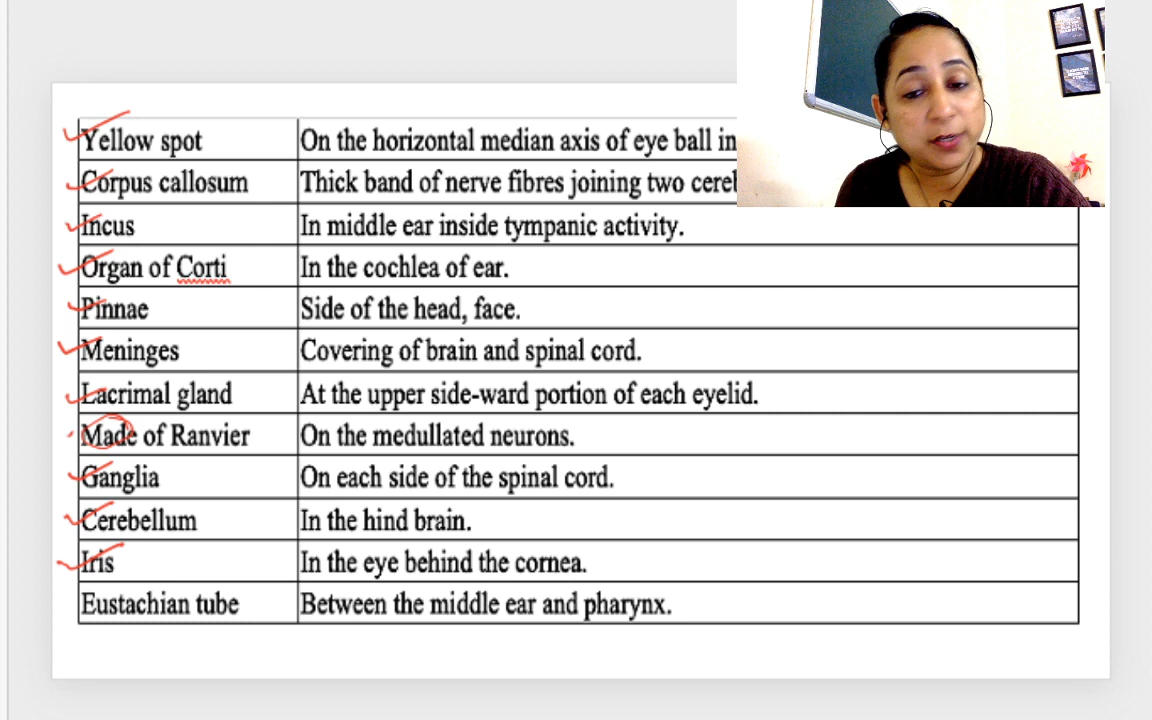 Yellow spot On the horizontal median axis of eye ball in
Corpus callosum Thick band of nerve fibres joining two
Incus In middle ear inside tympanic activity.
Organ of Corti In the cochlea of ear.
Pinnae Side of the head, face.
Meninges Covering of brain and spinal cord.
Lacrimal gland At the upper side-ward portion of each eyelid.
Made of Ranvier On the medullated neurons.
Ganglia On each side of the spinal cord.
Cerebellum In the hind brain.
Iris In the eye behind the cornea.
Eustachian tube Between the middle ear and pharynx.